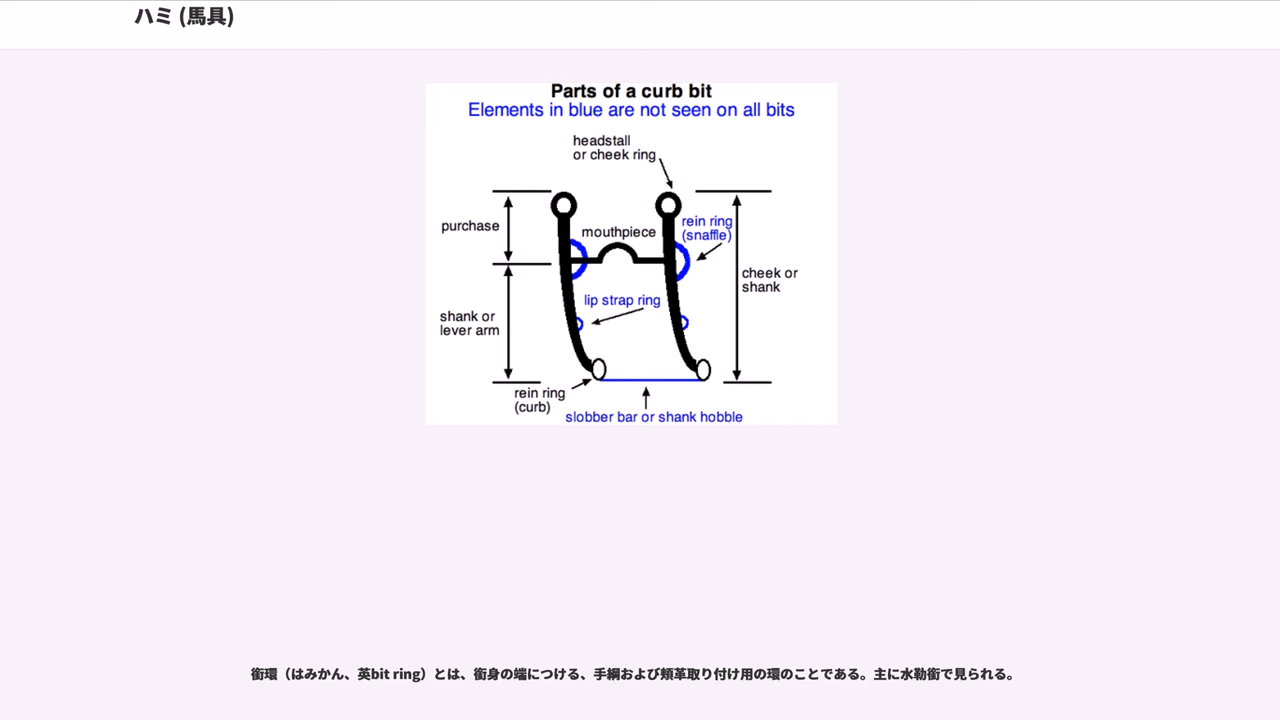 ハミ (馬具)
Parts of a curb bit
Elements in blue are not seen on all bits
headstall
or cheek ring
purchase
mouthpiece
rein ring
(snaffle)
cheek or
shank
lip strap ring
shank or
lever arm
rein ring
(curb)
slobber bar or shank hobble
銜環（はみかん、英bit ring）とは、銜身の端につける、手綱および頬革取り付け用の環のことである。主に水勒銜で見られる。